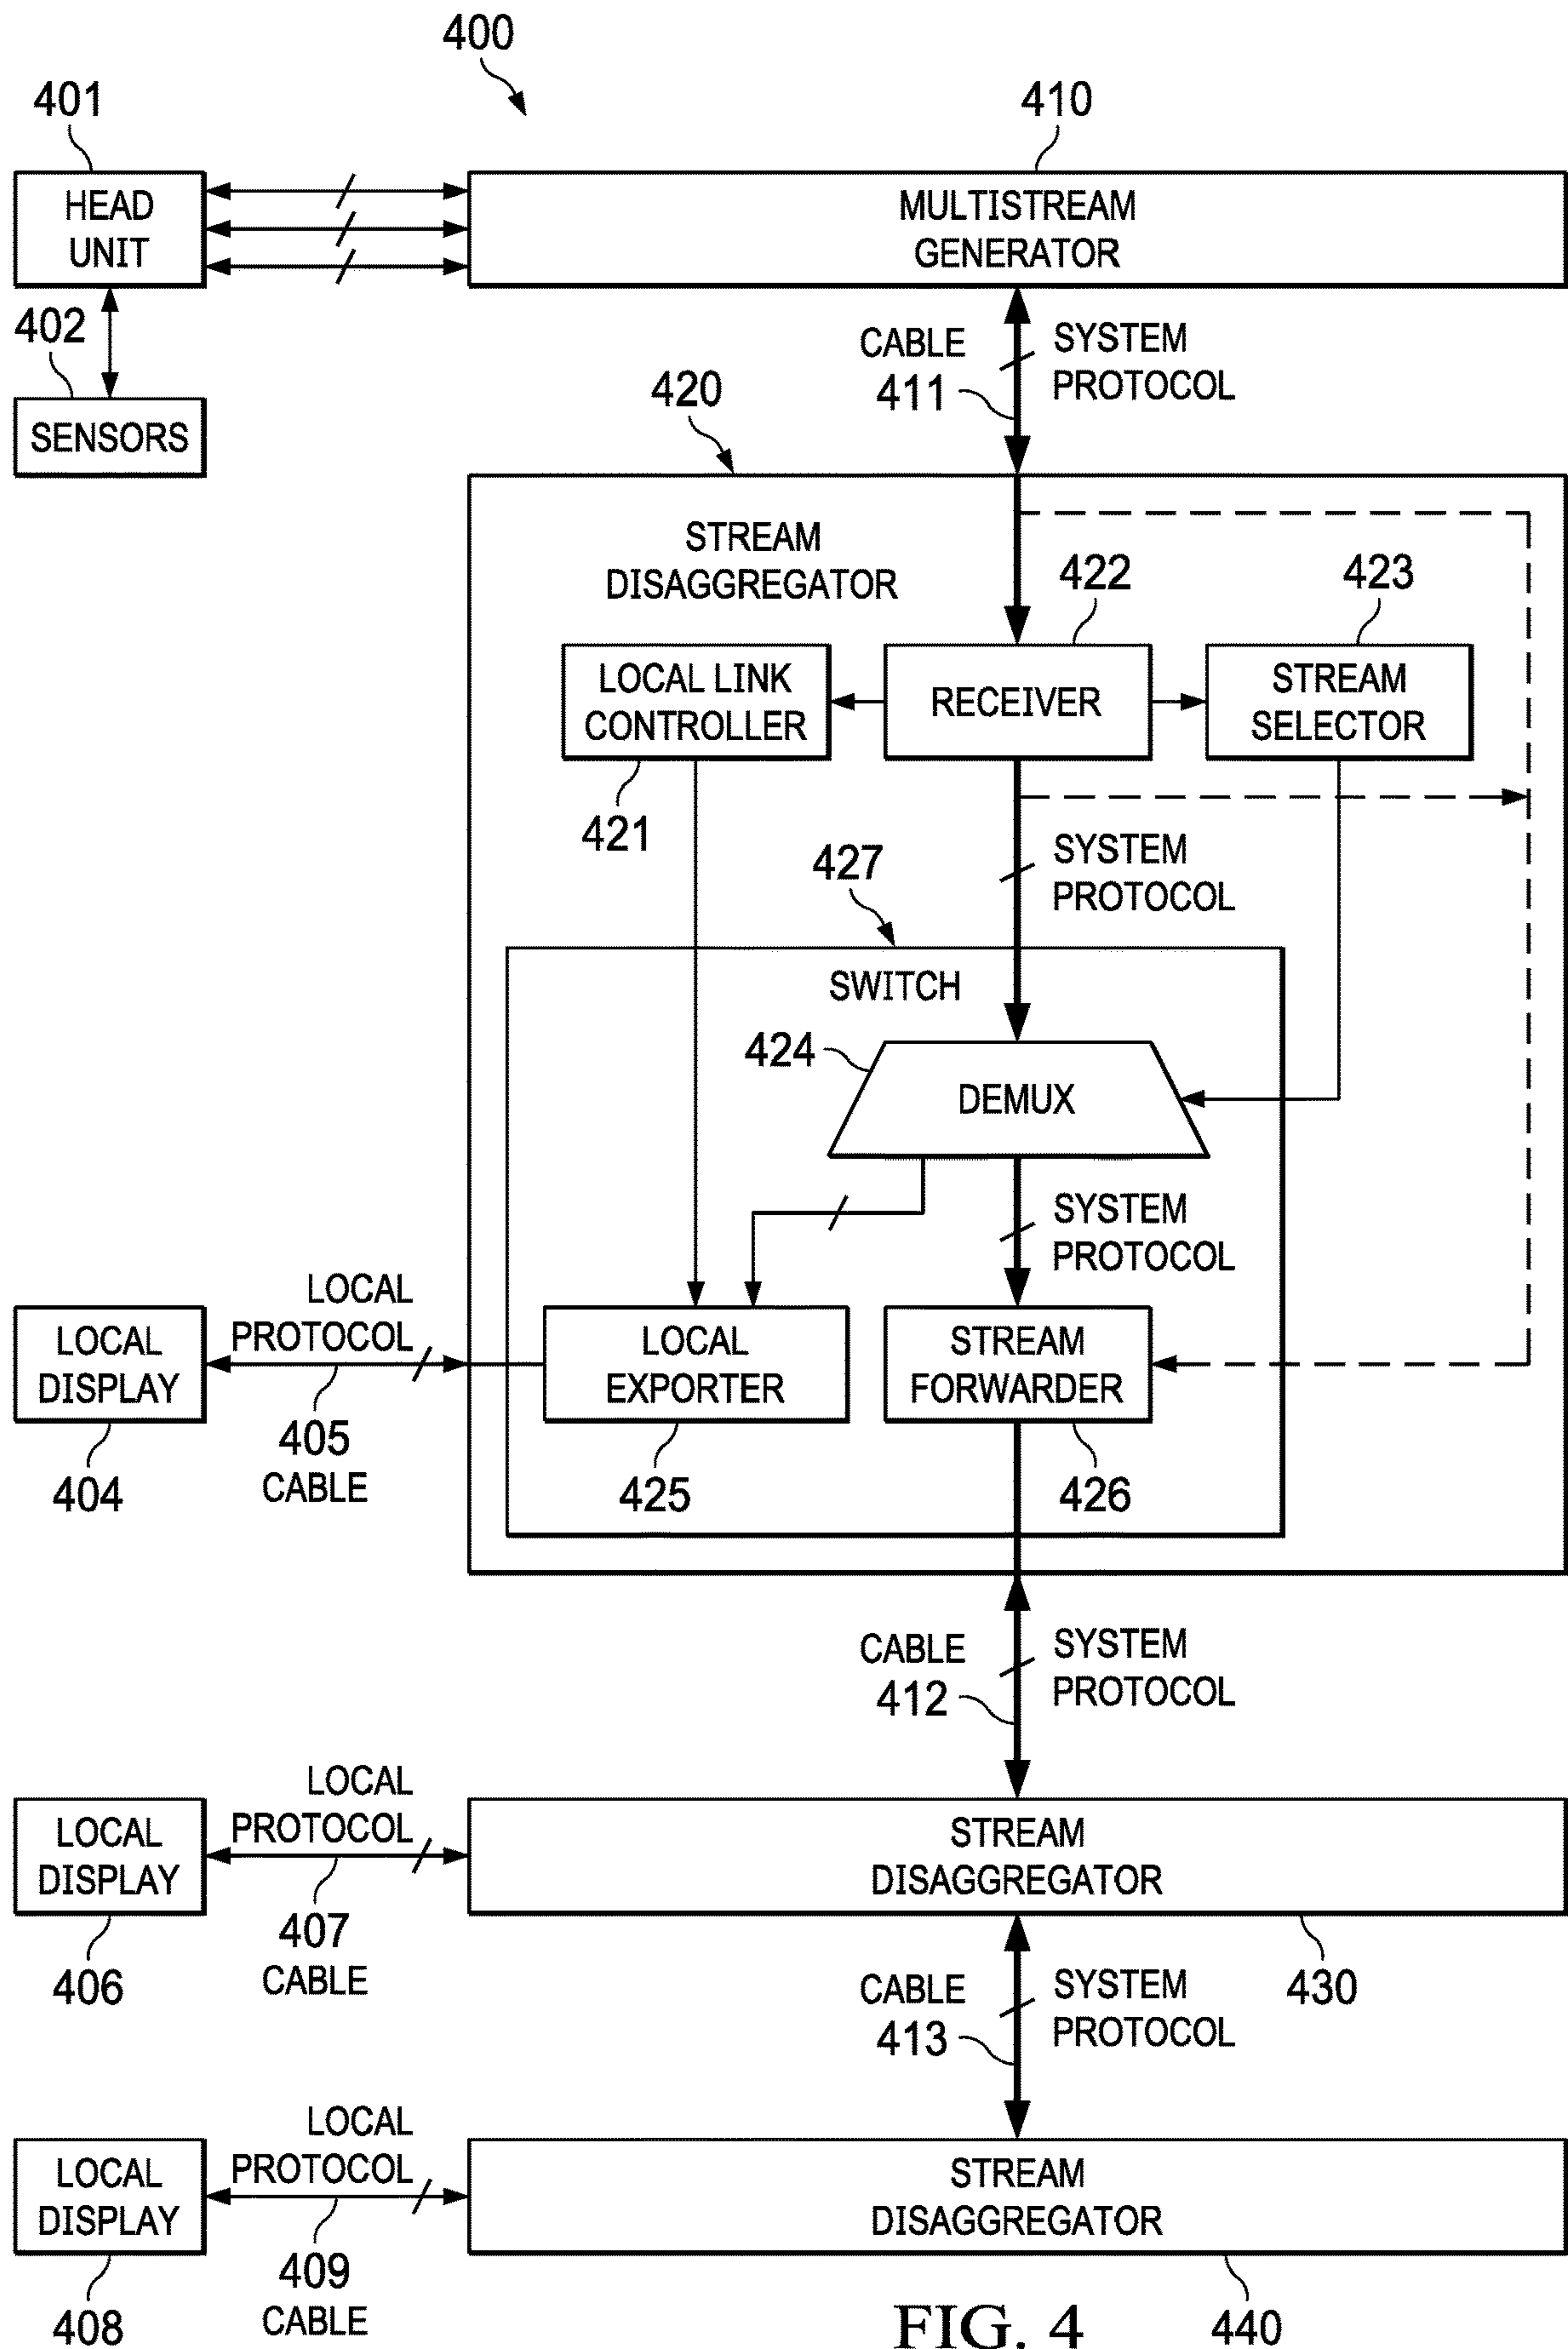 400
401
410
HEAD
UNIT
MULTISTREAM
GENERATOR
402
SENSORS
CABLE
411
SYSTEM
PROTOCOL
420
STREAM
DISAGGREGATOR
422
423
LOCAL LINK
CONTROLLER
RECEIVER
STREAM
SELECTOR
421
SYSTEM
PROTOCOL
427
SWITCH
424
DEMUX
SYSTEM
PROTOCOL
LOCAL
PROTOCOL
LOCAL
DISPLAY
LOCAL
EXPORTER
STREAM
FORWARDER
405
CABLE
404
425
426
CABLE
412
SYSTEM
PROTOCOL
LOCAL
PROTOCOL
LOCAL
DISPLAY
STREAM
DISAGGREGATOR
407
CABLE
406
430
CABLE
413
SYSTEM
PROTOCOL
LOCAL
PROTOCOL
LOCAL
DISPLAY
STREAM
DISAGGREGATOR
409
CABLE
408
440
FIG. 4